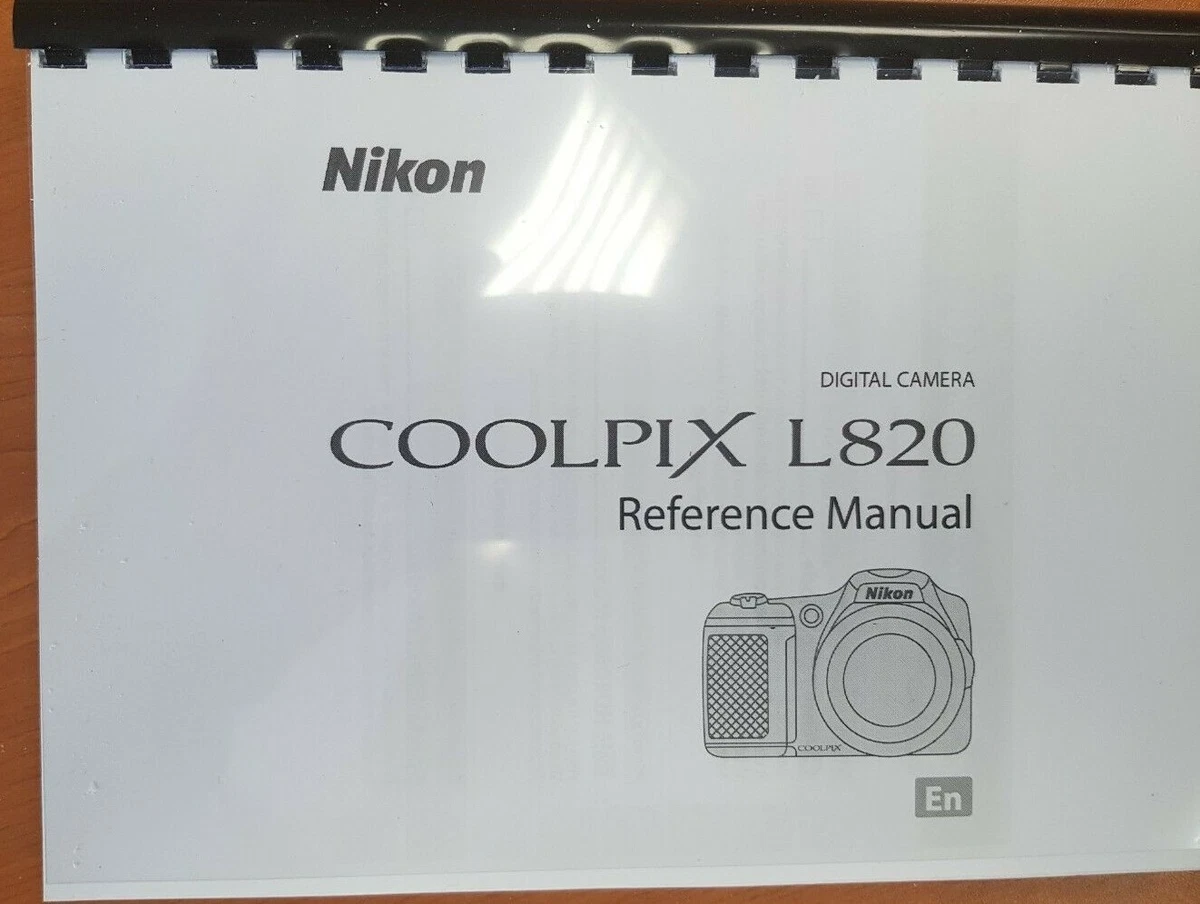 Nikon
DIGITAL CAMERA
COOLPIX L820
Reference Manual
Nikon
COOLPIX
En